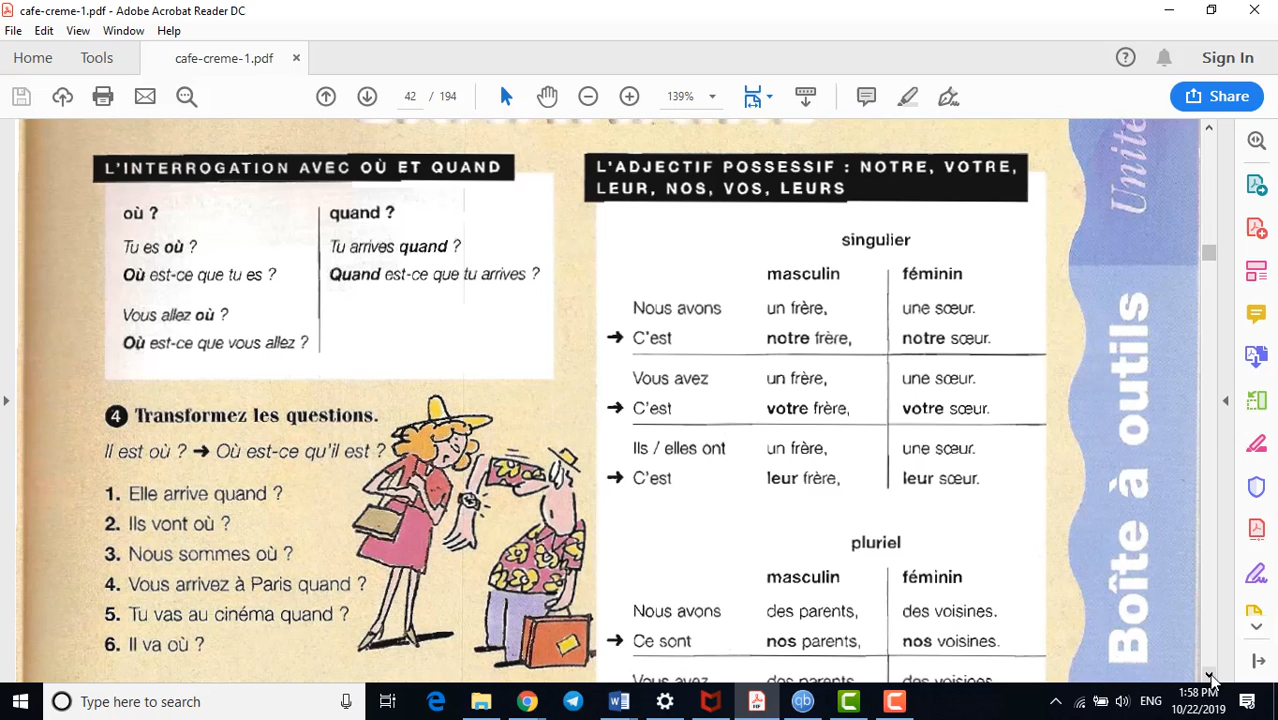 cafe-creme-1.pdf - Adobe Acrobat Reader DC
File Edit View Window Help
Home Tools cafe-creme-1.pdf ×
Sign In
42 / 194
139%
Share
L'INTERROGATION AVEC OÙ ET QUAND
où ? quand ?
Tu es où ? Tu arrives quand ?
Où est-ce que tu es ? Quand est-ce que tu arrives ?
Vous allez où ?
Où est-ce que vous allez ?
4 Transformez les questions.
Il est où ? ➔ Où est-ce qu'il est ?
1. Elle arrive quand ?
2. Ils vont où ?
3. Nous sommes où ?
4. Vous arrivez à Paris quand ?
5. Tu vas au cinéma quand ?
6. Il va où ?
L'ADJECTIF POSSESSIF : NOTRE, VOTRE,
LEUR, NOS, VOS, LEURS
singulier
masculin féminin
Nous avons un frère, une sœur.
➔ C'est notre frère, notre sœur.
Vous avez un frère, une sœur.
➔ C'est votre frère, votre sœur.
Ils / elles ont un frère, une sœur.
➔ C'est leur frère, leur sœur.
pluriel
masculin féminin
Nous avons des parents, des voisines.
➔ Ce sont nos parents, nos voisines.
Vous avez des parents, des voisines
Unité
Boîte à outils
Type here to search
ENG
1:58 PM
10/22/2019